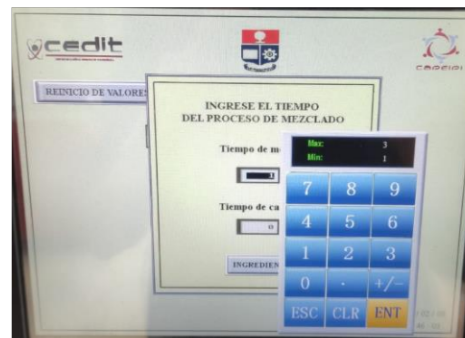 cedit
REINICIO DE VALORES
INGRESE EL TIEMPO
DEL PROCESO DE MEZCLADO
Tiempo de m
Max: 3
Min: 1
Tiempo de ca
0
INGREDIEN
7 8 9
4 5 6
1 2 3
0 . +/-
ESC CLR ENT